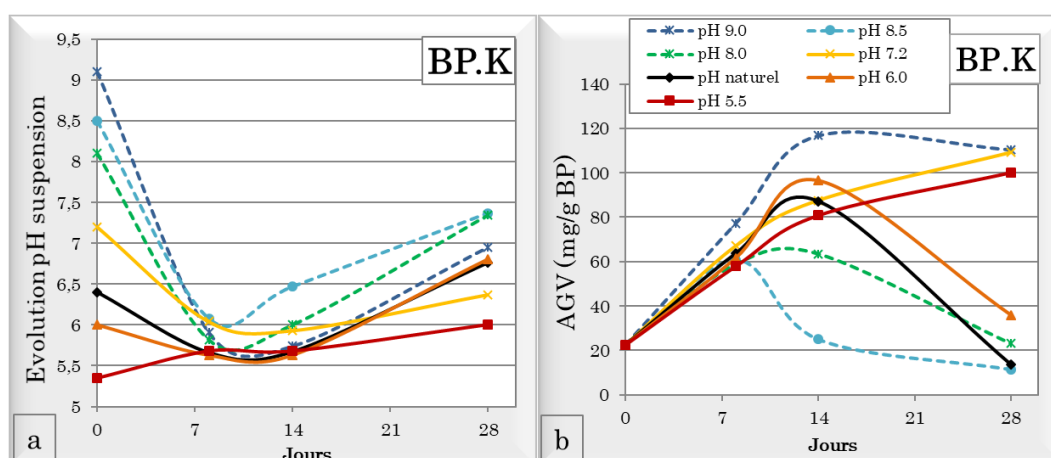 BP.K
Evolution pH suspension
9,5
9
8,5
8
7,5
7
6,5
6
5,5
5
0
7
14
21
28
Jours
a
pH 9.0
pH 8.5
pH 8.0
pH 7.2
pH naturel
pH 6.0
pH 5.5
BP.K
AGV (mg/g BP)
140
120
100
80
60
40
20
0
0
7
14
21
28
Jours
b